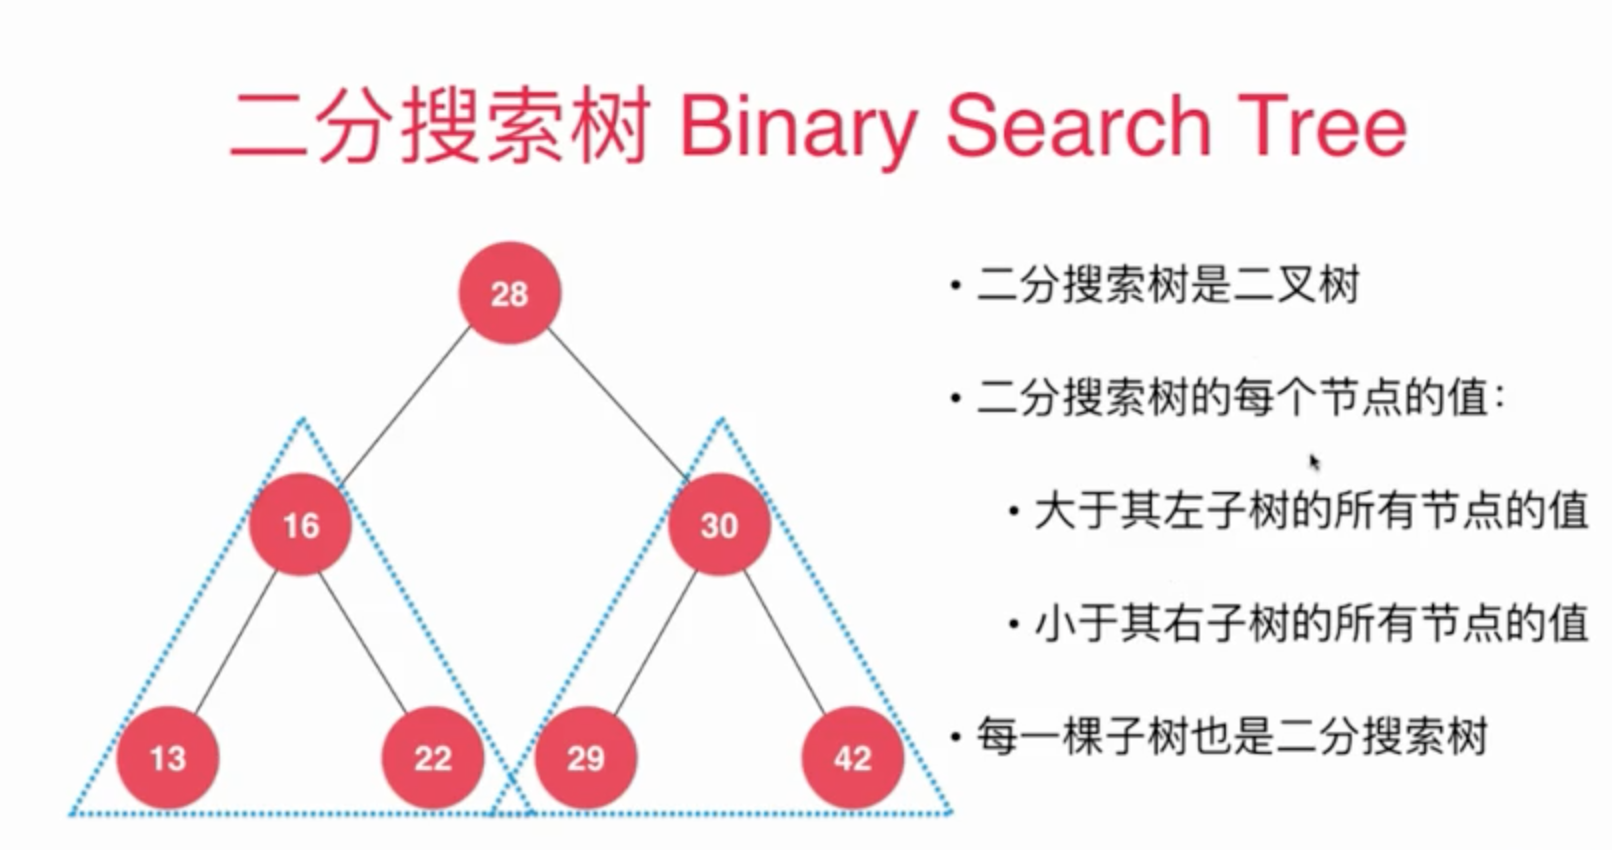 二分搜索树 Binary Search Tree
28
16
30
13
22
29
42
• 二分搜索树是二叉树
• 二分搜索树的每个节点的值：
• 大于其左子树的所有节点的值
• 小于其右子树的所有节点的值
• 每一棵子树也是二分搜索树